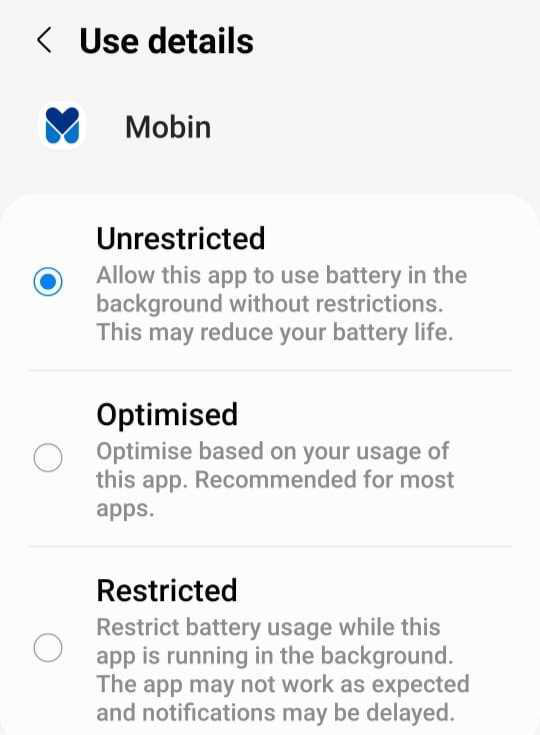 Use details
Mobin
Unrestricted
Allow this app to use battery in the
background without restrictions.
This may reduce your battery life.
Optimised
Optimise based on your usage of
this app. Recommended for most
apps.
Restricted
Restrict battery usage while this
app is running in the background.
The app may not work as expected
and notifications may be delayed.